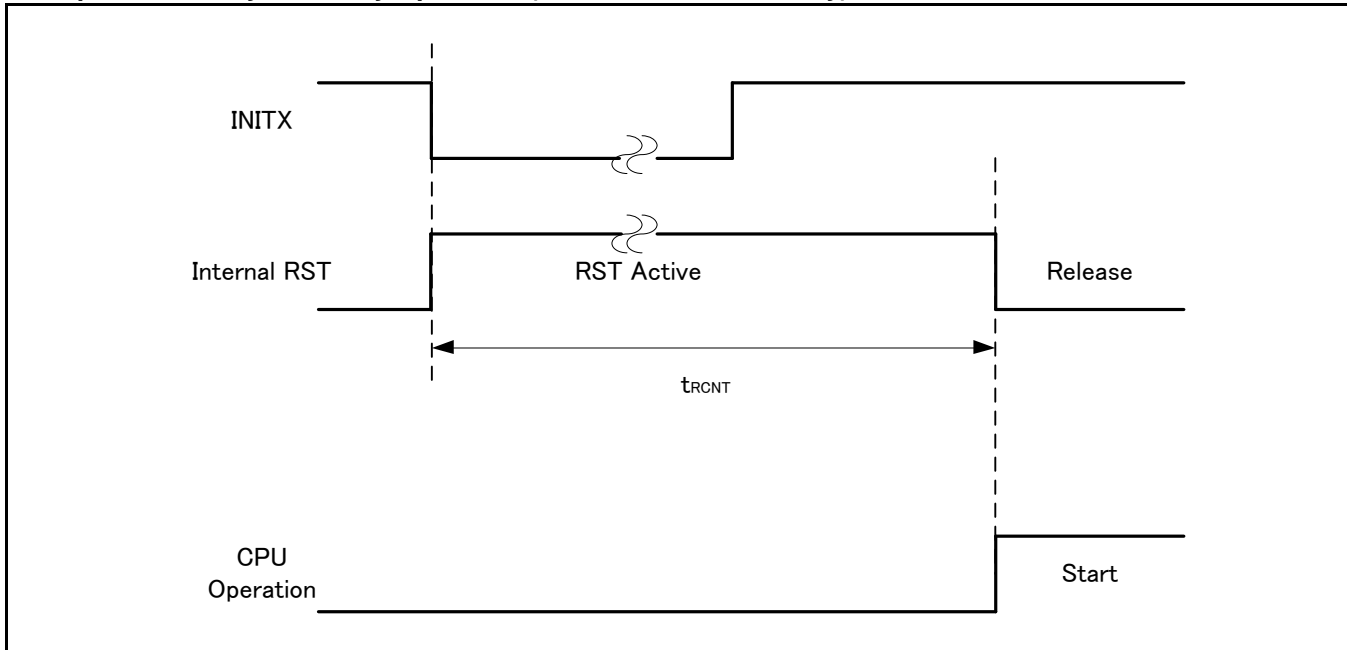 INITX
Internal RST
RST Active
Release
tRCNT
CPU
Operation
Start